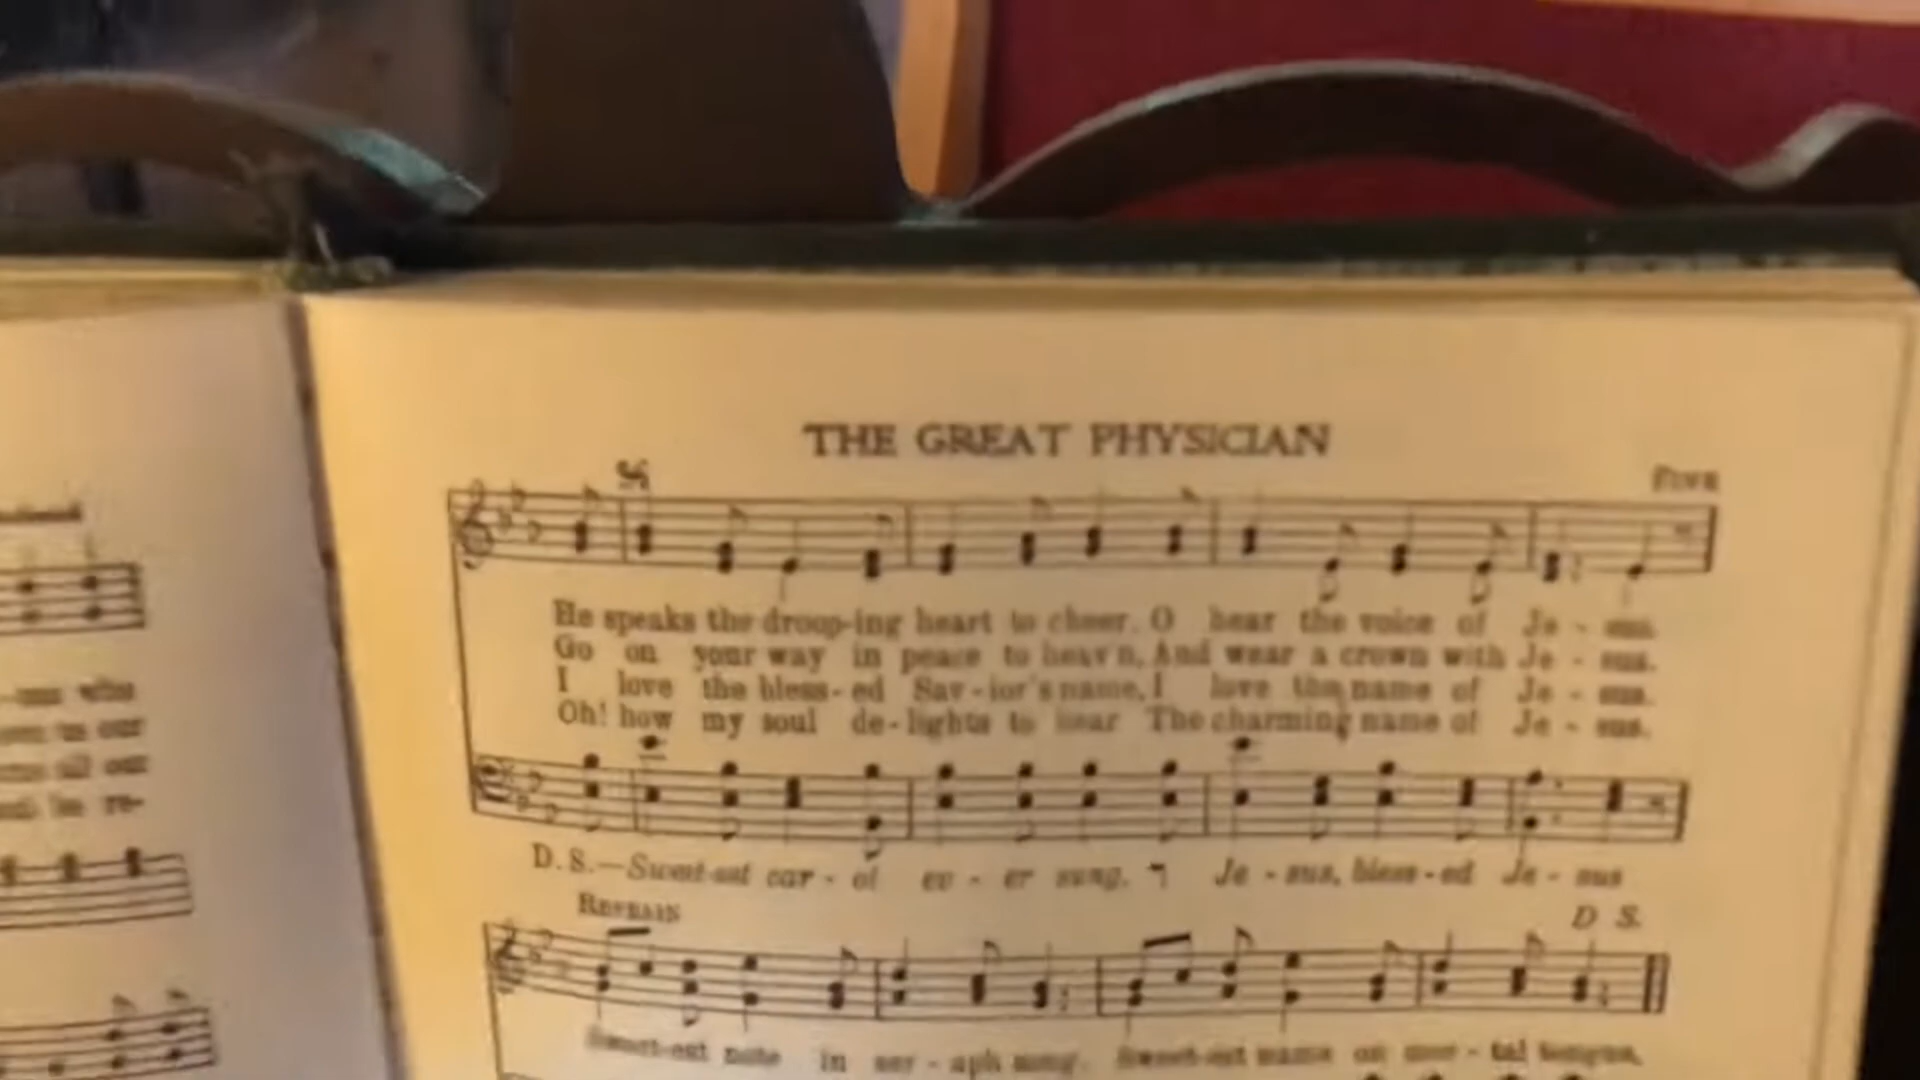 THE GREAT PHYSICIAN
FINE
He speaks the droop-ing heart to cheer, O hear the voice of Je - sus.
Go on your way in peace to heav'n, And wear a crown with Je - sus.
I love the bless-ed Sav-ior's name, I love the name of Je - sus.
Oh! how my soul de-lights to hear The charming name of Je - sus.
D. S.—Sweet-est car - ol ev - er sung, Je - sus, bless-ed Je - sus
REFRAIN
D S.
Sweet-est note in ser - aph song, Sweet-est name on mor - tal tongue,